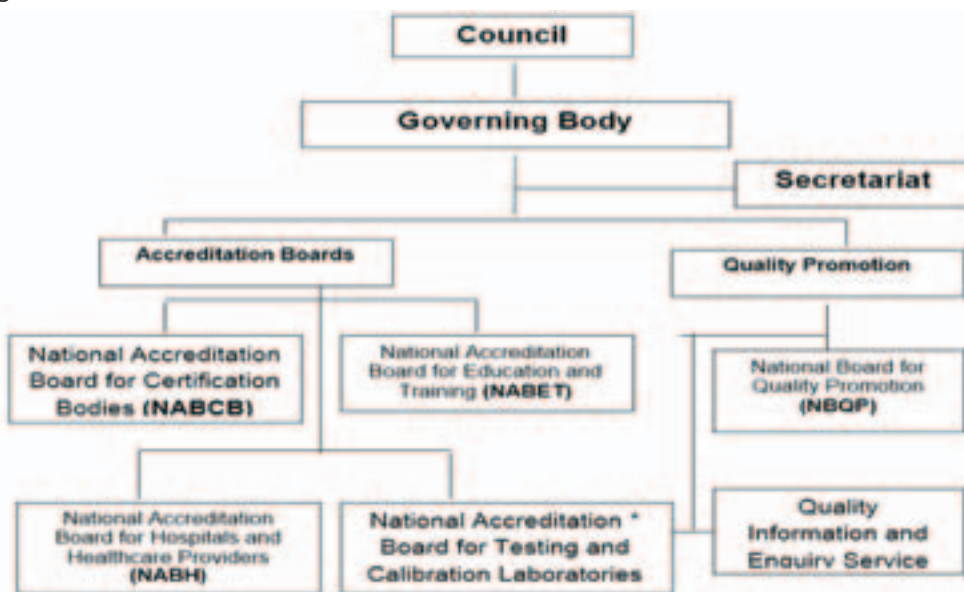 Council
Governing Body
Secretariat
Accreditation Boards
Quality Promotion
National Accreditation
Board for Certification
Bodies (NABCB)
National Accreditation
Board for Education and
Training (NABET)
National Board for
Quality Promotion
(NBQP)
National Accreditation
Board for Hospitals and
Healthcare Providers
(NABH)
National Accreditation *
Board for Testing and
Calibration Laboratories
Quality
Information and
Enquiry Service